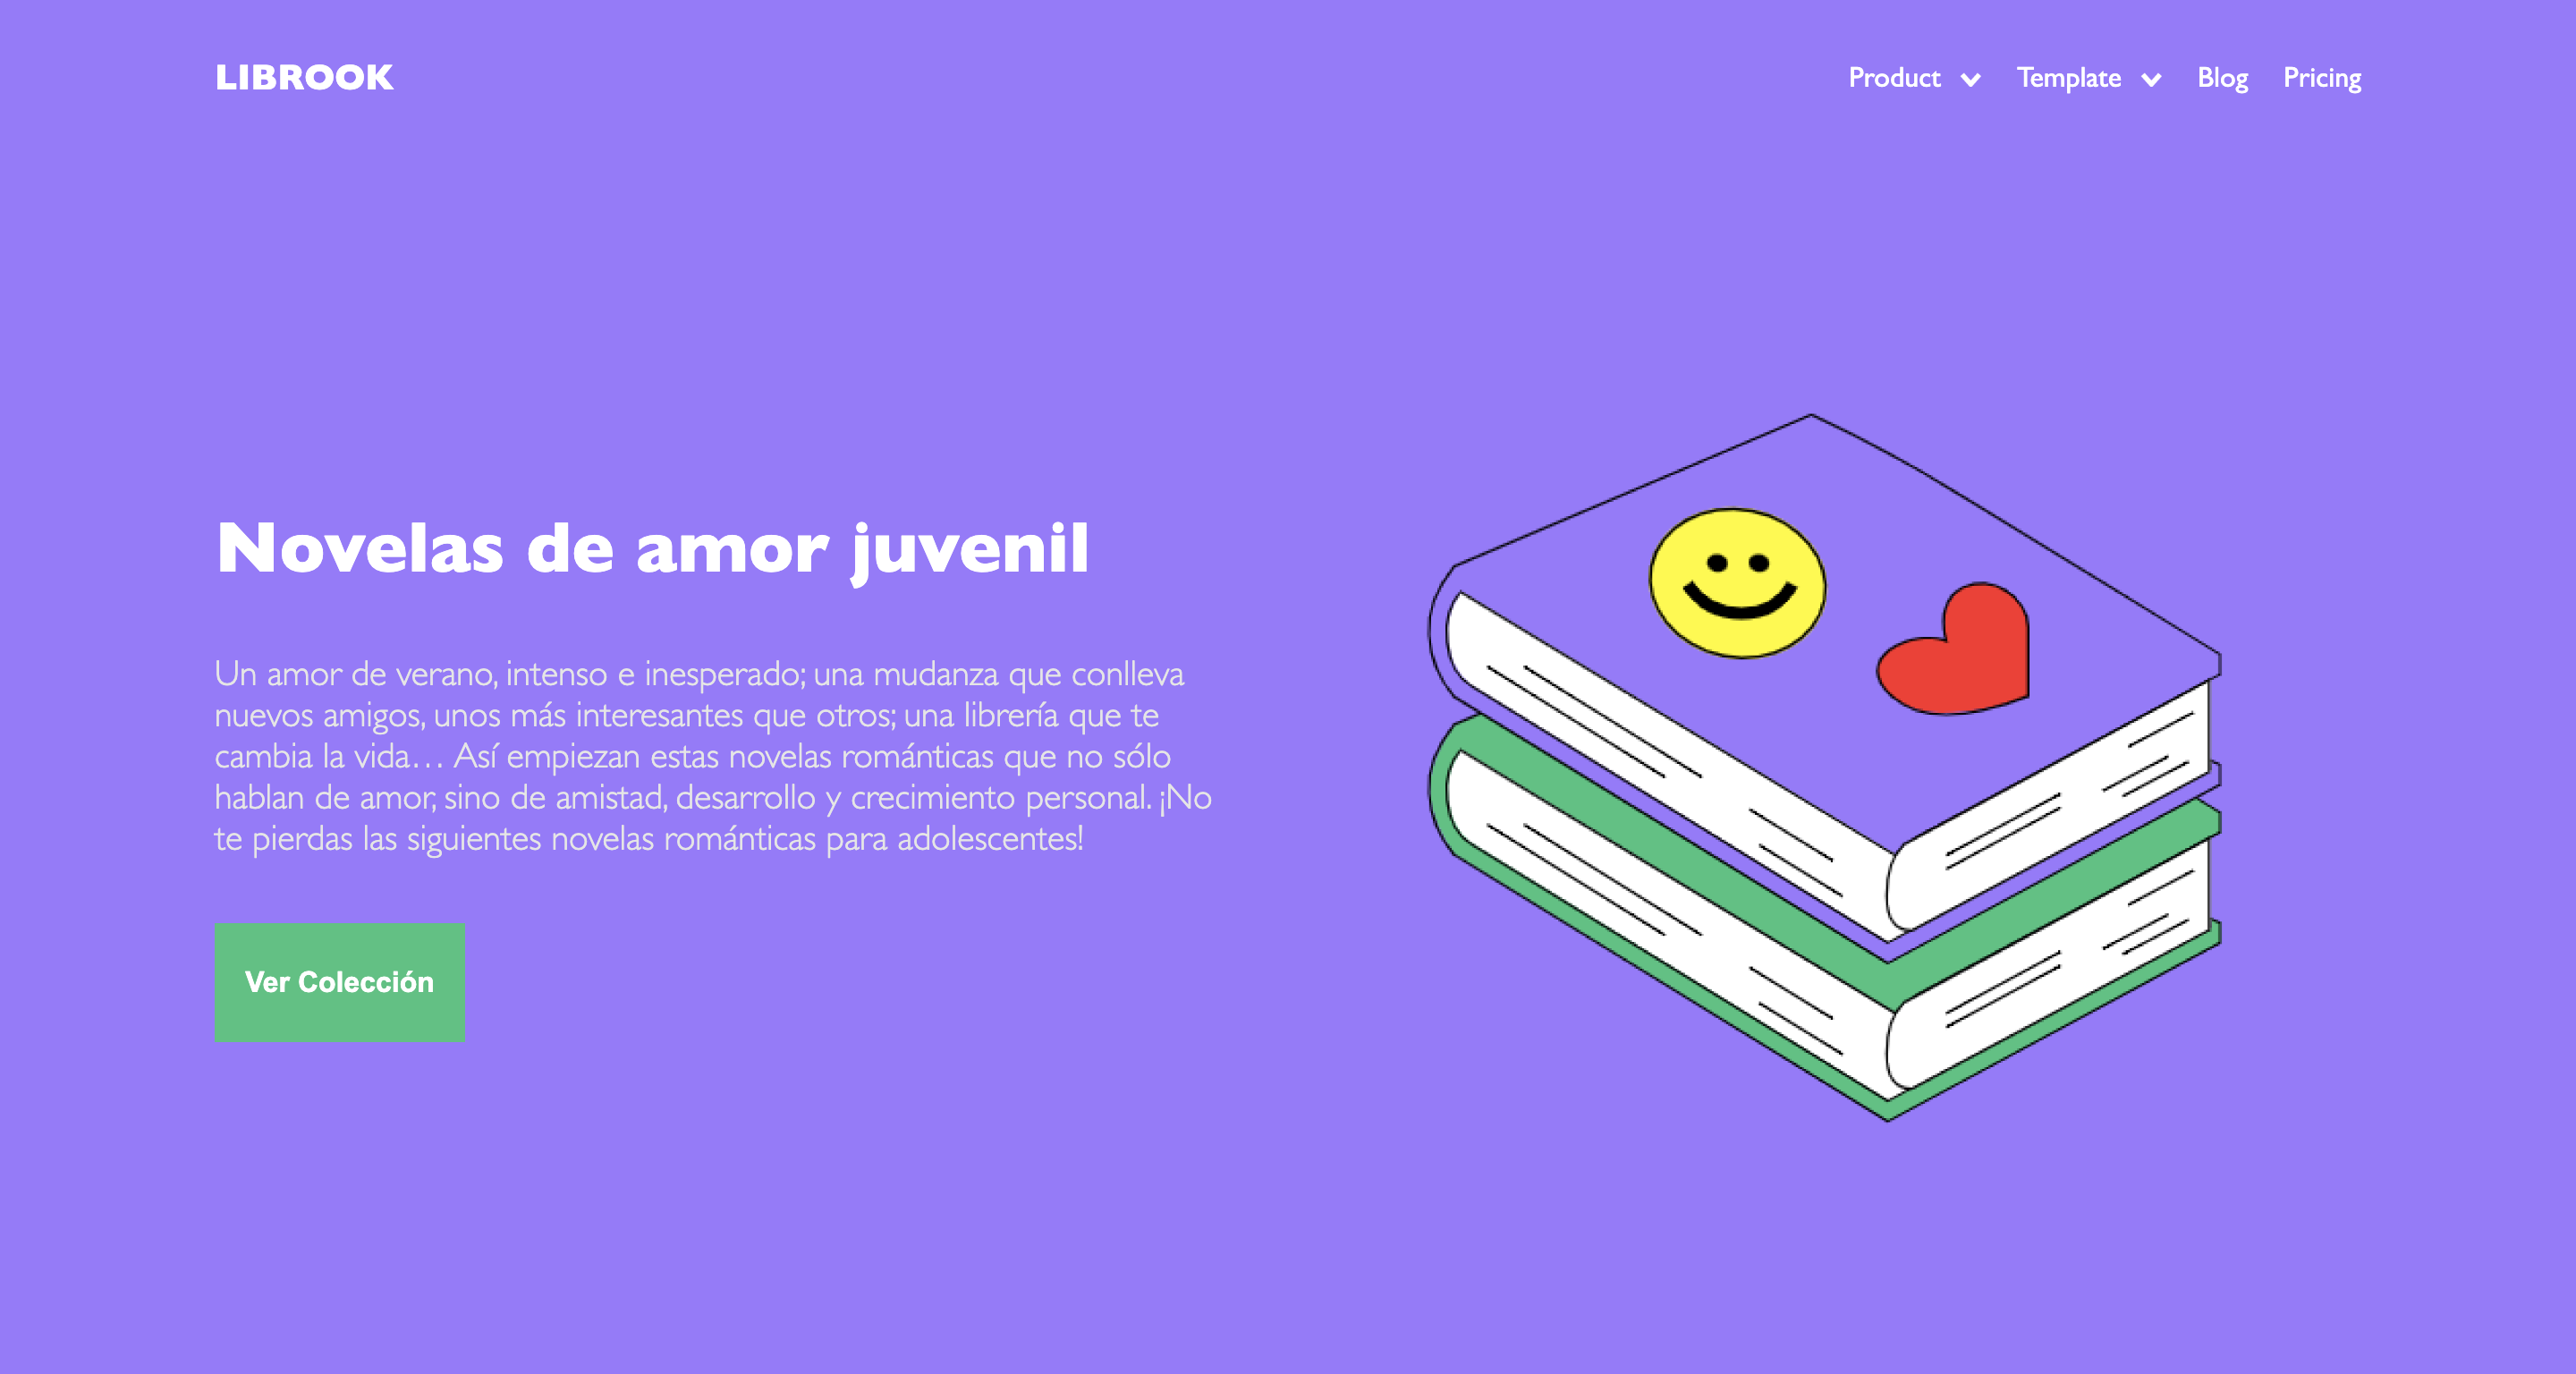 LIBROOK
Product Template Blog Pricing
Novelas de amor juvenil
Un amor de verano, intenso e inesperado; una mudanza que conlleva
nuevos amigos, unos más interesantes que otros; una librería que te
cambia la vida… Así empiezan estas novelas románticas que no sólo
hablan de amor, sino de amistad, desarrollo y crecimiento personal. ¡No
te pierdas las siguientes novelas románticas para adolescentes!
Ver Colección